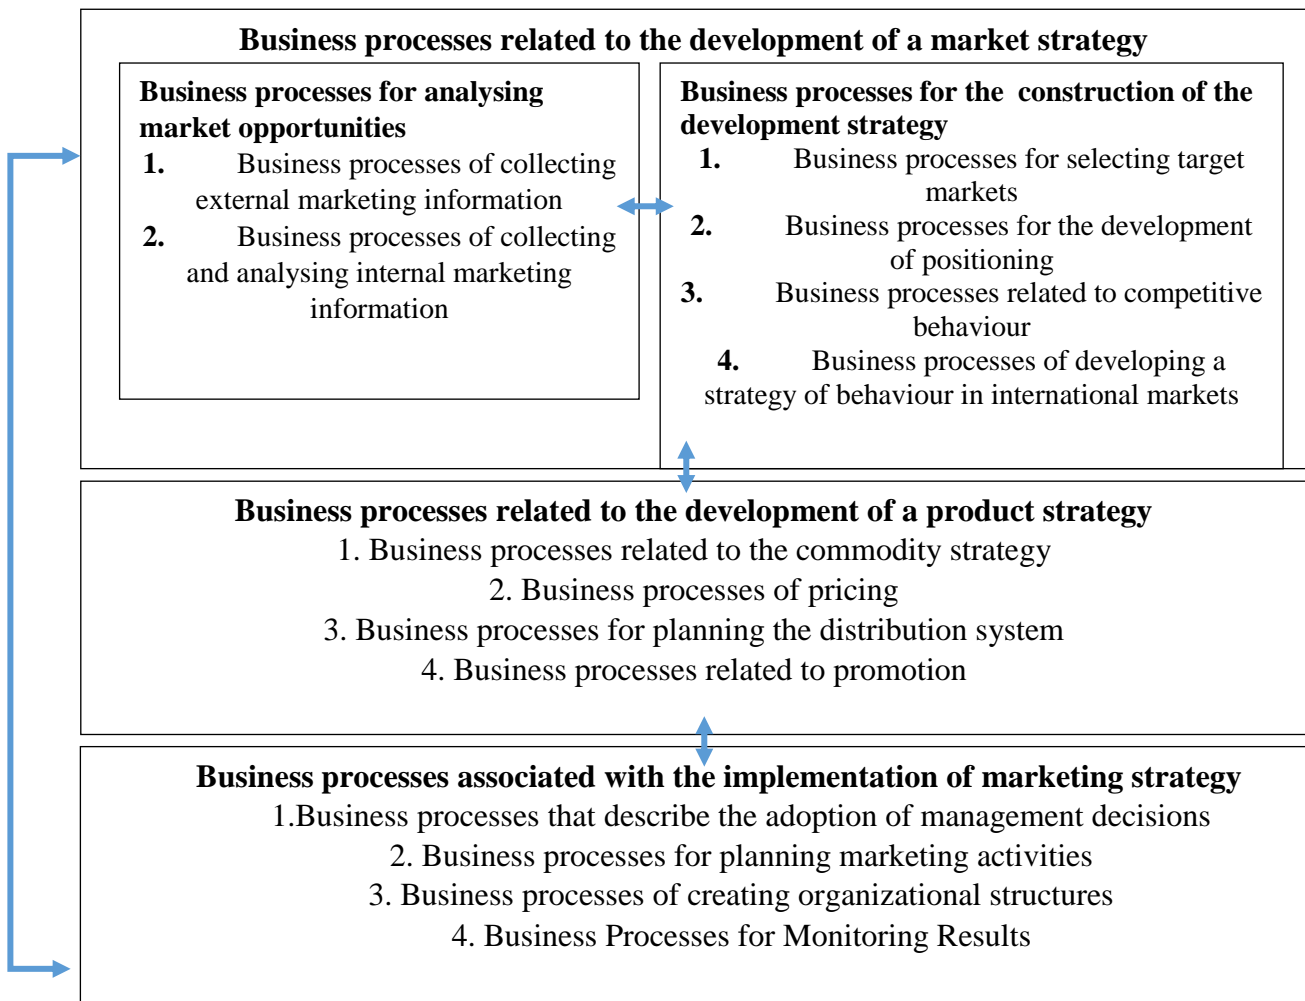 Business processes related to the development of a market strategy
Business processes for analysing
market opportunities
1. Business processes of collecting
external marketing information
2. Business processes of collecting
and analysing internal marketing
information
Business processes for the construction of the
development strategy
1. Business processes for selecting target
markets
2. Business processes for the development
of positioning
3. Business processes related to competitive
behaviour
4. Business processes of developing a
strategy of behaviour in international markets
Business processes related to the development of a product strategy
1. Business processes related to the commodity strategy
2. Business processes of pricing
3. Business processes for planning the distribution system
4. Business processes related to promotion
Business processes associated with the implementation of marketing strategy
1.Business processes that describe the adoption of management decisions
2. Business processes for planning marketing activities
3. Business processes of creating organizational structures
4. Business Processes for Monitoring Results